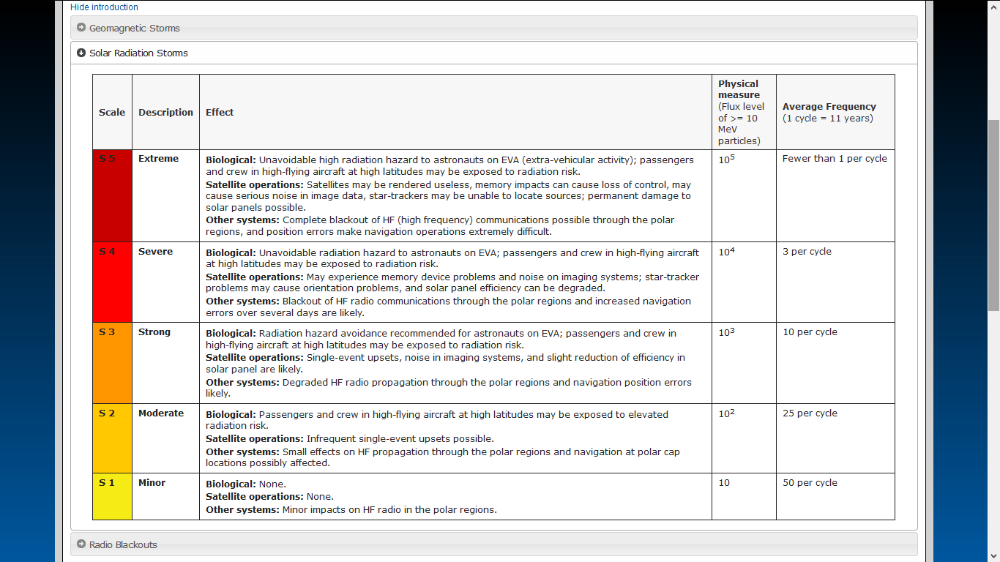 Hide introduction
Geomagnetic Storms
Solar Radiation Storms
Scale
Description
Effect
Physical
measure
(Flux level
of >= 10
MeV
particles)
Average Frequency
(1 cycle = 11 years)
S 5
Extreme
Biological: Unavoidable high radiation hazard to astronauts on EVA (extra-vehicular activity); passengers
and crew in high-flying aircraft at high latitudes may be exposed to radiation risk.
Satellite operations: Satellites may be rendered useless, memory impacts can cause loss of control, may
cause serious noise in image data, star-trackers may be unable to locate sources; permanent damage to
solar panels possible.
Other systems: Complete blackout of HF (high frequency) communications possible through the polar
regions, and position errors make navigation operations extremely difficult.
10⁵
Fewer than 1 per cycle
S 4
Severe
Biological: Unavoidable radiation hazard to astronauts on EVA; passengers and crew in high-flying aircraft
at high latitudes may be exposed to radiation risk.
Satellite operations: May experience memory device problems and noise on imaging systems; star-tracker
problems may cause orientation problems, and solar panel efficiency can be degraded.
Other systems: Blackout of HF radio communications through the polar regions and increased navigation
errors over several days are likely.
10⁴
3 per cycle
S 3
Strong
Biological: Radiation hazard avoidance recommended for astronauts on EVA; passengers and crew in
high-flying aircraft at high latitudes may be exposed to radiation risk.
Satellite operations: Single-event upsets, noise in imaging systems, and slight reduction of efficiency in
solar panel are likely.
Other systems: Degraded HF radio propagation through the polar regions and navigation position errors
likely.
10³
10 per cycle
S 2
Moderate
Biological: Passengers and crew in high-flying aircraft at high latitudes may be exposed to elevated
radiation risk.
Satellite operations: Infrequent single-event upsets possible.
Other systems: Small effects on HF propagation through the polar regions and navigation at polar cap
locations possibly affected.
10²
25 per cycle
S 1
Minor
Biological: None.
Satellite operations: None.
Other systems: Minor impacts on HF radio in the polar regions.
10
50 per cycle
Radio Blackouts